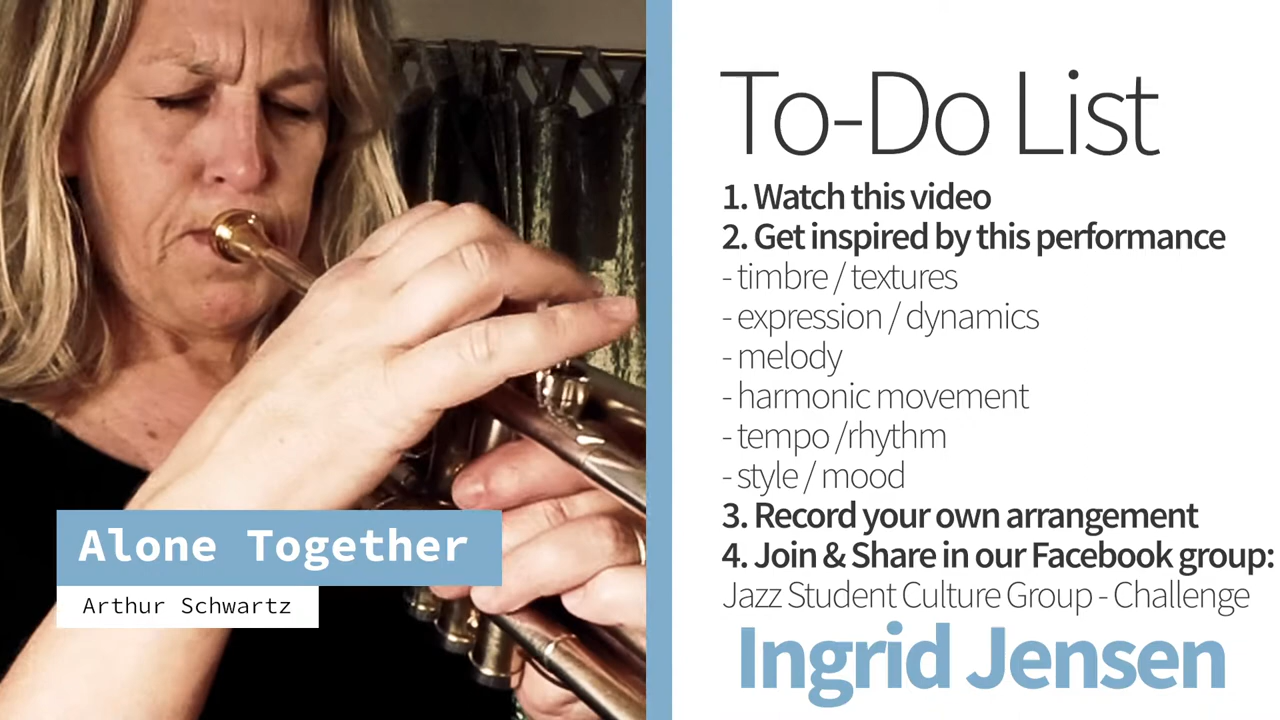 Alone Together
Arthur Schwartz
To-Do List
1. Watch this video
2. Get inspired by this performance
- timbre / textures
- expression / dynamics
- melody
- harmonic movement
- tempo /rhythm
- style / mood
3. Record your own arrangement
4. Join & Share in our Facebook group:
Jazz Student Culture Group - Challenge
Ingrid Jensen